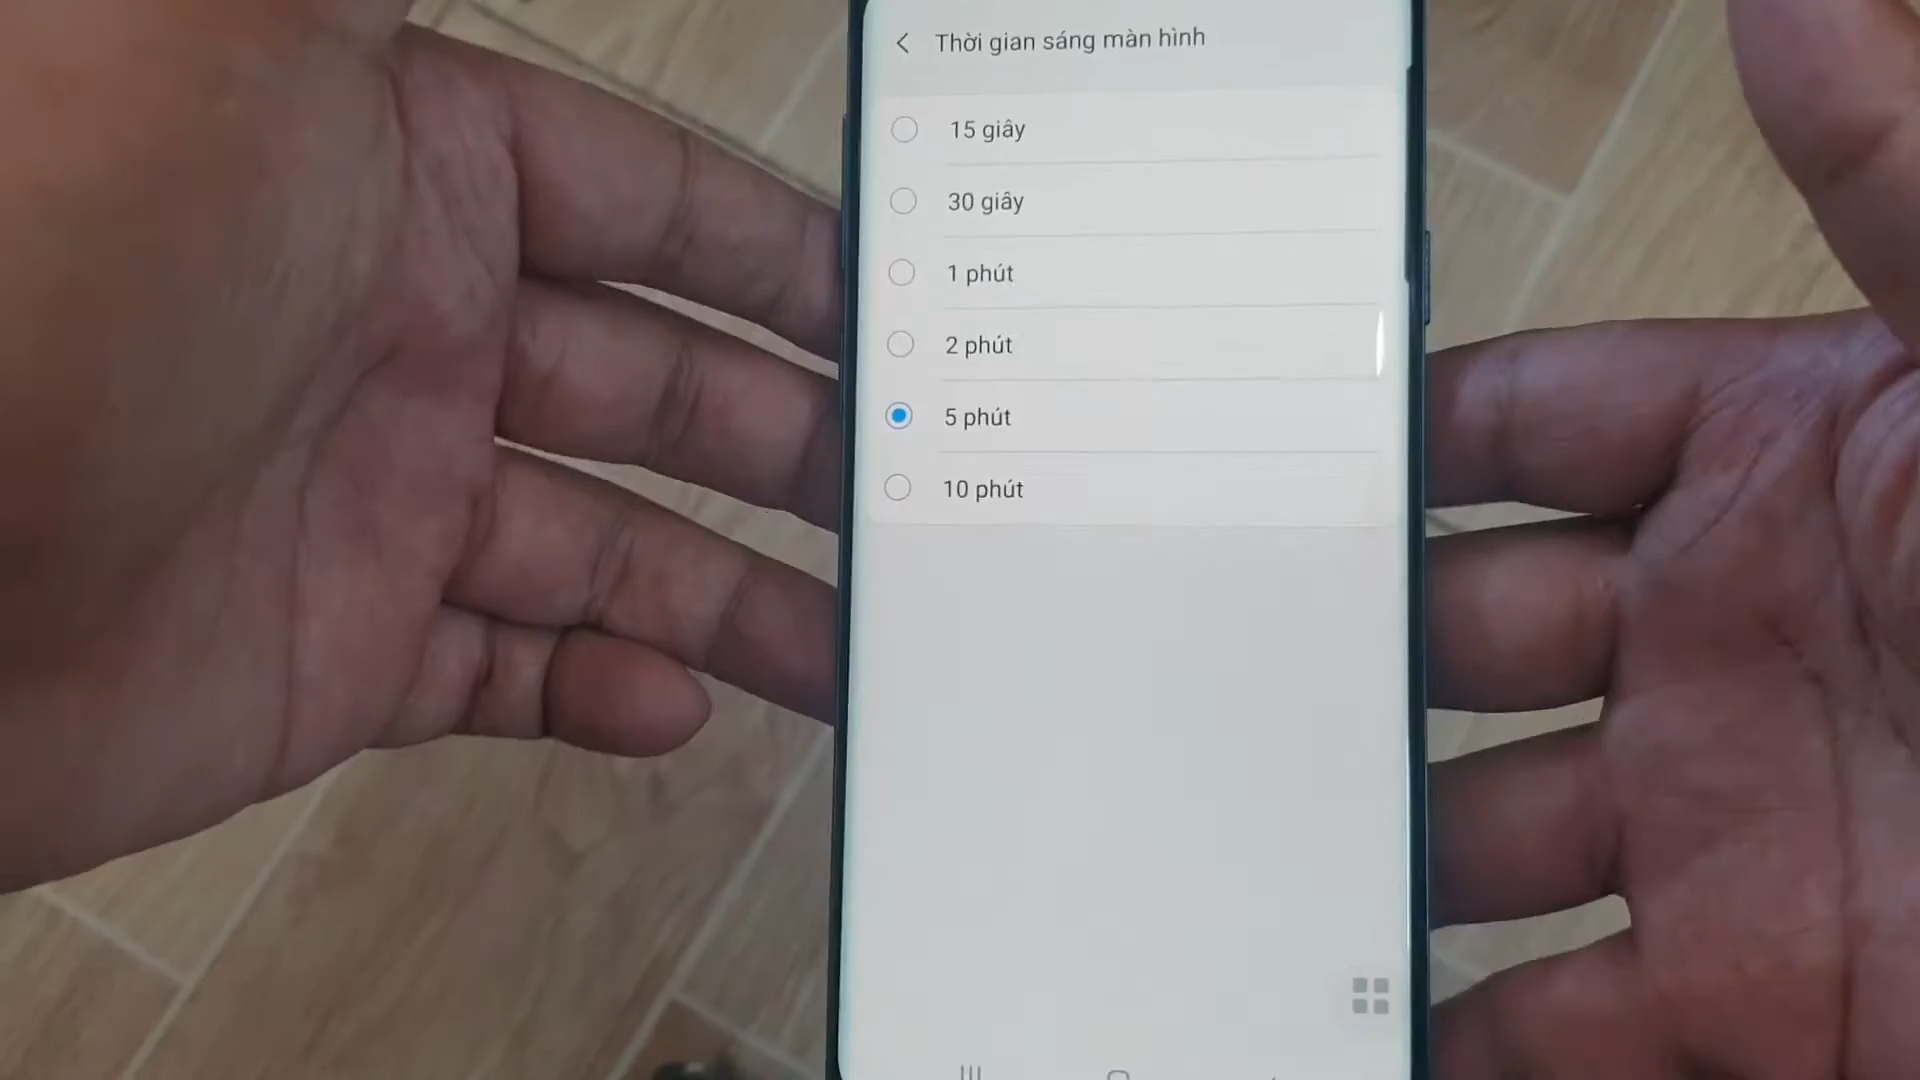 Thời gian sáng màn hình
15 giây
30 giây
1 phút
2 phút
5 phút
10 phút